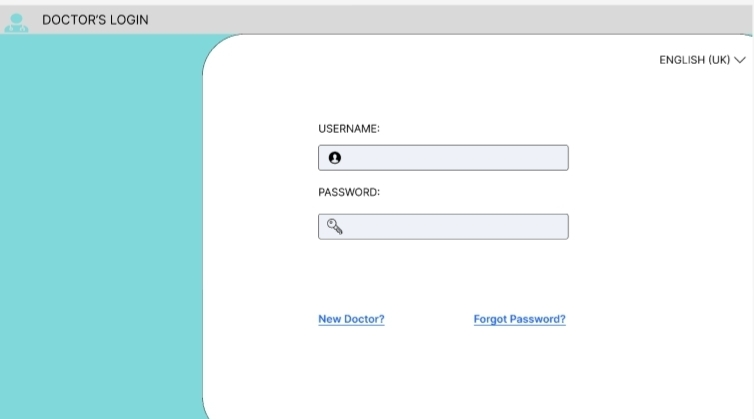 DOCTOR'S LOGIN
ENGLISH (UK)
USERNAME:
PASSWORD:
New Doctor? Forgot Password?